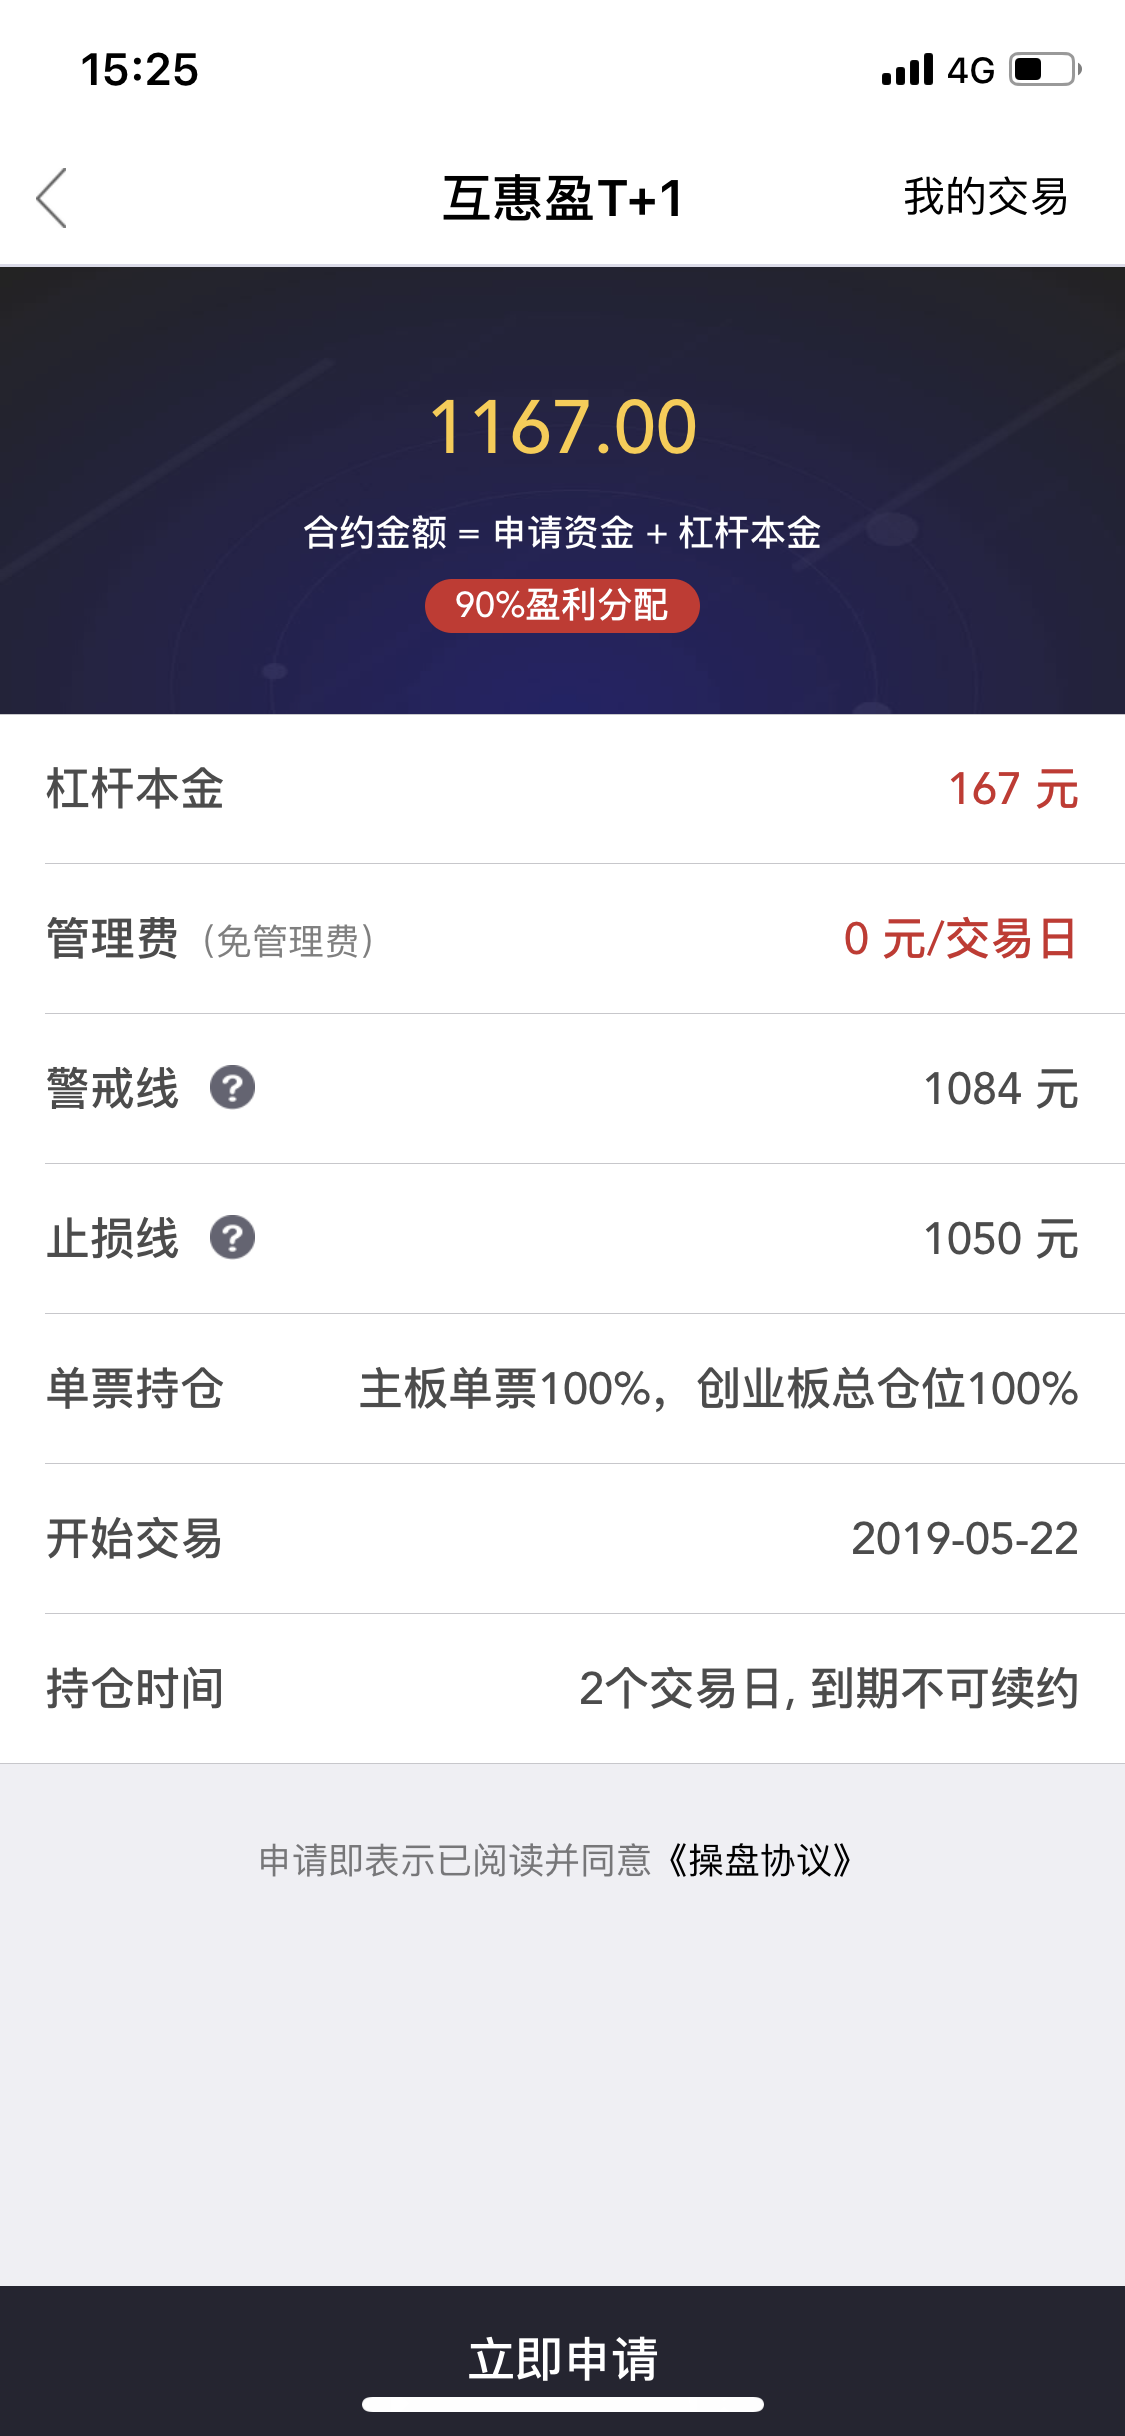 15:25
4G
互惠盈T+1
我的交易
1167.00
合约金额 = 申请资金 + 杠杆本金
90%盈利分配
杠杆本金 167 元
管理费 (免管理费) 0 元/交易日
警戒线 ? 1084 元
止损线 ? 1050 元
单票持仓 主板单票100%，创业板总仓位100%
开始交易 2019-05-22
持仓时间 2个交易日, 到期不可续约
申请即表示已阅读并同意《操盘协议》
立即申请